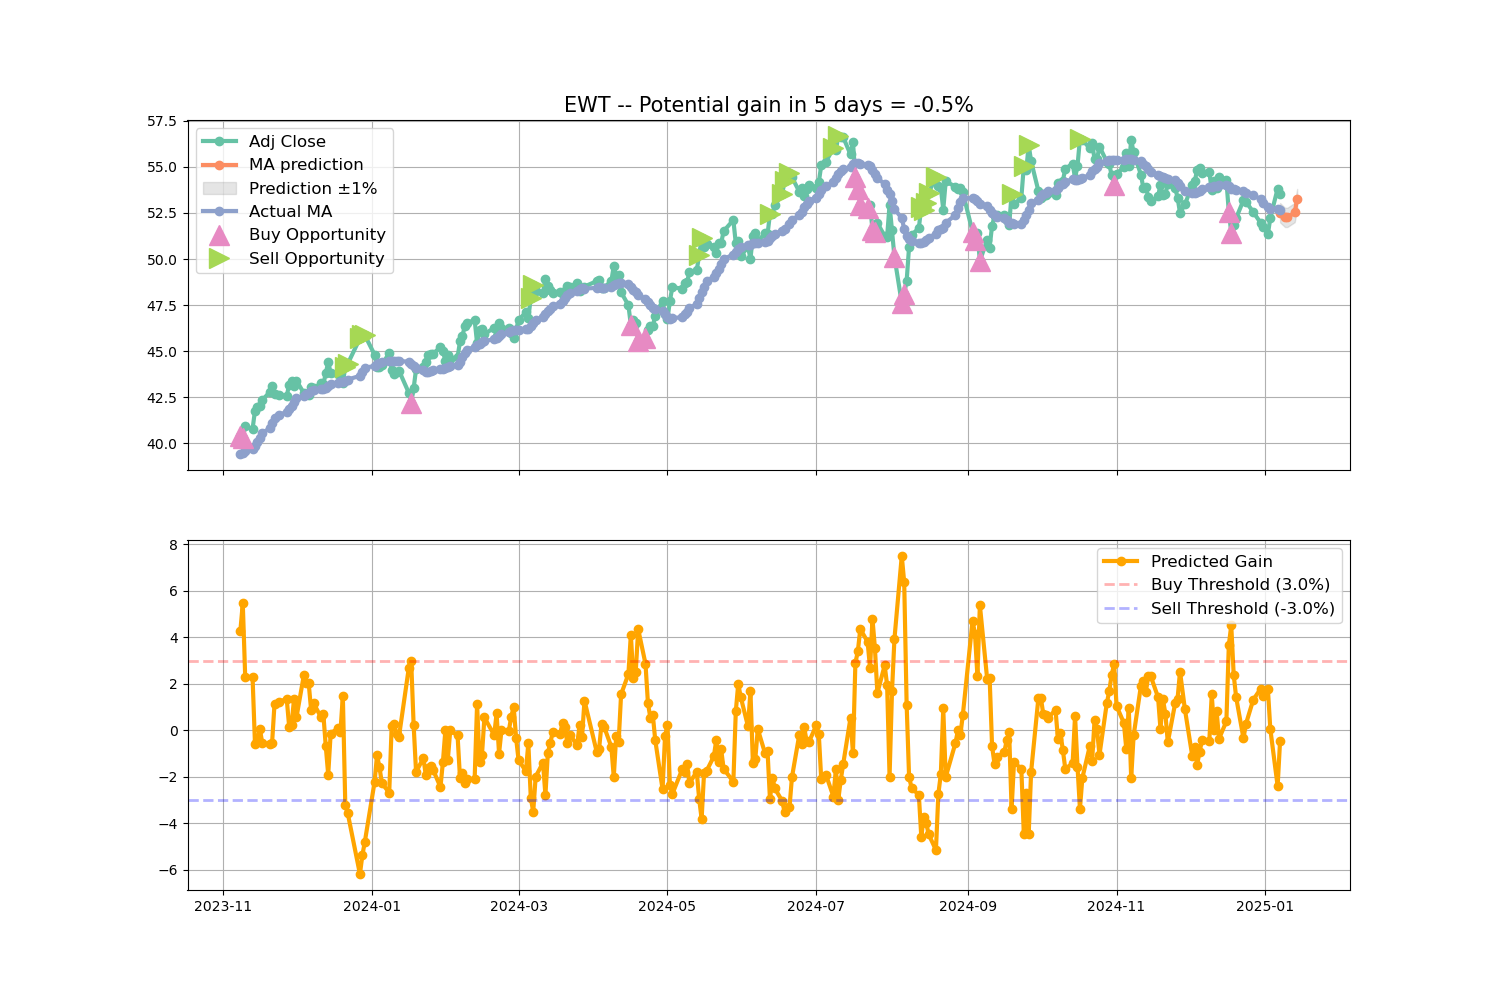 EWT -- Potential gain in 5 days = -0.5%
57.5
55.0
52.5
50.0
47.5
45.0
42.5
40.0
Adj Close
MA prediction
Prediction ±1%
Actual MA
Buy Opportunity
Sell Opportunity
8
6
4
2
0
−2
−4
−6
Predicted Gain
Buy Threshold (3.0%)
Sell Threshold (-3.0%)
2023-11
2024-01
2024-03
2024-05
2024-07
2024-09
2024-11
2025-01